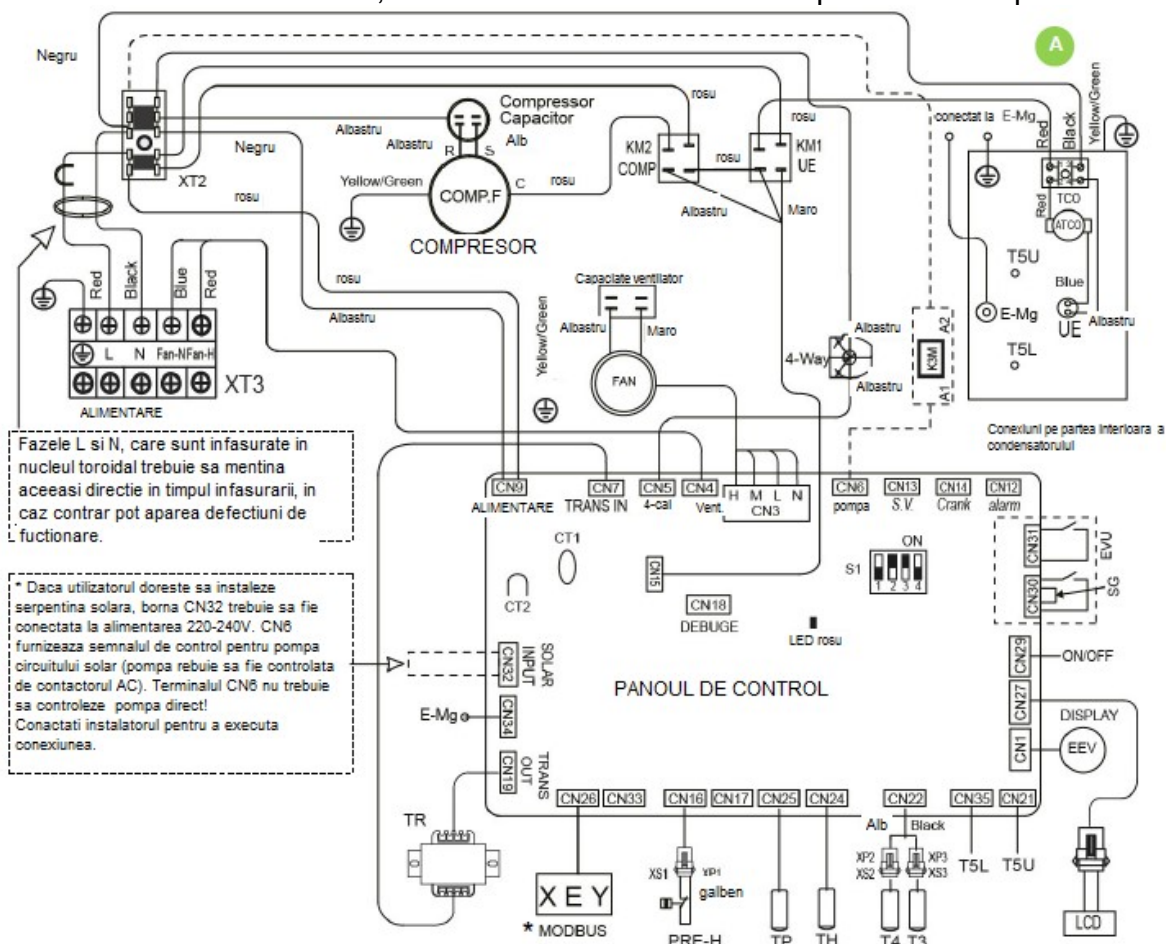 Negru
XT2
Albastru
Negru
rosu
Albastru
R
S
Compressor
Capacitor
Alb
Yellow/Green
COMP.F
C
rosu
COMPRESOR
rosu
KM2
COMP
rosu
Albastru
rosu
KM1
UE
Maro
A
conectat la E-Mg
Red
Black
Yellow/Green
TCO
Red
ATCO
T5U
Blue
E-Mg
UE
Albastru
T5L
Conexiuni pe partea interioara a
condensatorului
Red
Black
Blue
Red
L N Fan-N Fan-H
XT3
ALIMENTARE
rosu
Albastru
Yellow/Green
Capaciate ventilator
Albastru
Maro
FAN
4-Way
Albastru
Albastru
A2
K3M
A1
Fazele L si N, care sunt infasurate in
nucleul toroidal trebuie sa mentina
aceeasi directie in timpul infasurarii, in
caz contrar pot aparea defectiuni de
fuctionare.
* Daca utilizatorul doreste sa instaleze
serpentina solara, borna CN32 trebuie sa fie
conectata la alimentarea 220-240V. CN6
furnizeaza semnalul de control pentru pompa
circuitului solar (pompa rebuie sa fie controlata
de contactorul AC). Terminalul CN6 nu trebuie
sa controleze pompa direct!
Conactati instalatorul pentru a executa
conexiunea.
CN9
ALIMENTARE
CN7
TRANS IN
CN5
4-cal
CN4
Vent.
H M L N
CN3
CN6
pompa
CN13
S.V.
CN14
Crank
CN12
alarm
CT1
CT2
CN15
CN18
DEBUGE
S1
ON
1 2 3 4
LED rosu
CN31
EVU
CN30
SG
CN29
ON/OFF
CN27
CN1
DISPLAY
EEV
SOLAR
INPUT
CN32
PANOUL DE CONTROL
E-Mg
CN34
TRANS
OUT
CN19
TR
CN26
CN33
CN16
CN17
CN25
CN24
CN22
CN35
CN21
XEY
* MODBUS
XS1
XP1
galben
PRE-H
TP
TH
Alb
Black
XP2
XS2
XP3
XS3
T4
T3
T5L
T5U
LCD